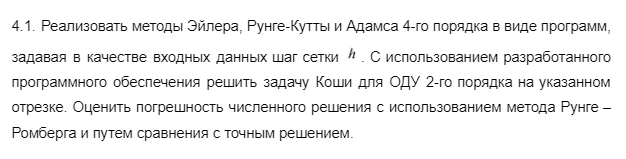 4.1. Реализовать методы Эйлера, Рунге-Кутты и Адамса 4-го порядка в виде программ,
задавая в качестве входных данных шаг сетки h . С использованием разработанного
программного обеспечения решить задачу Коши для ОДУ 2-го порядка на указанном
отрезке. Оценить погрешность численного решения с использованием метода Рунге –
Ромберга и путем сравнения с точным решением.